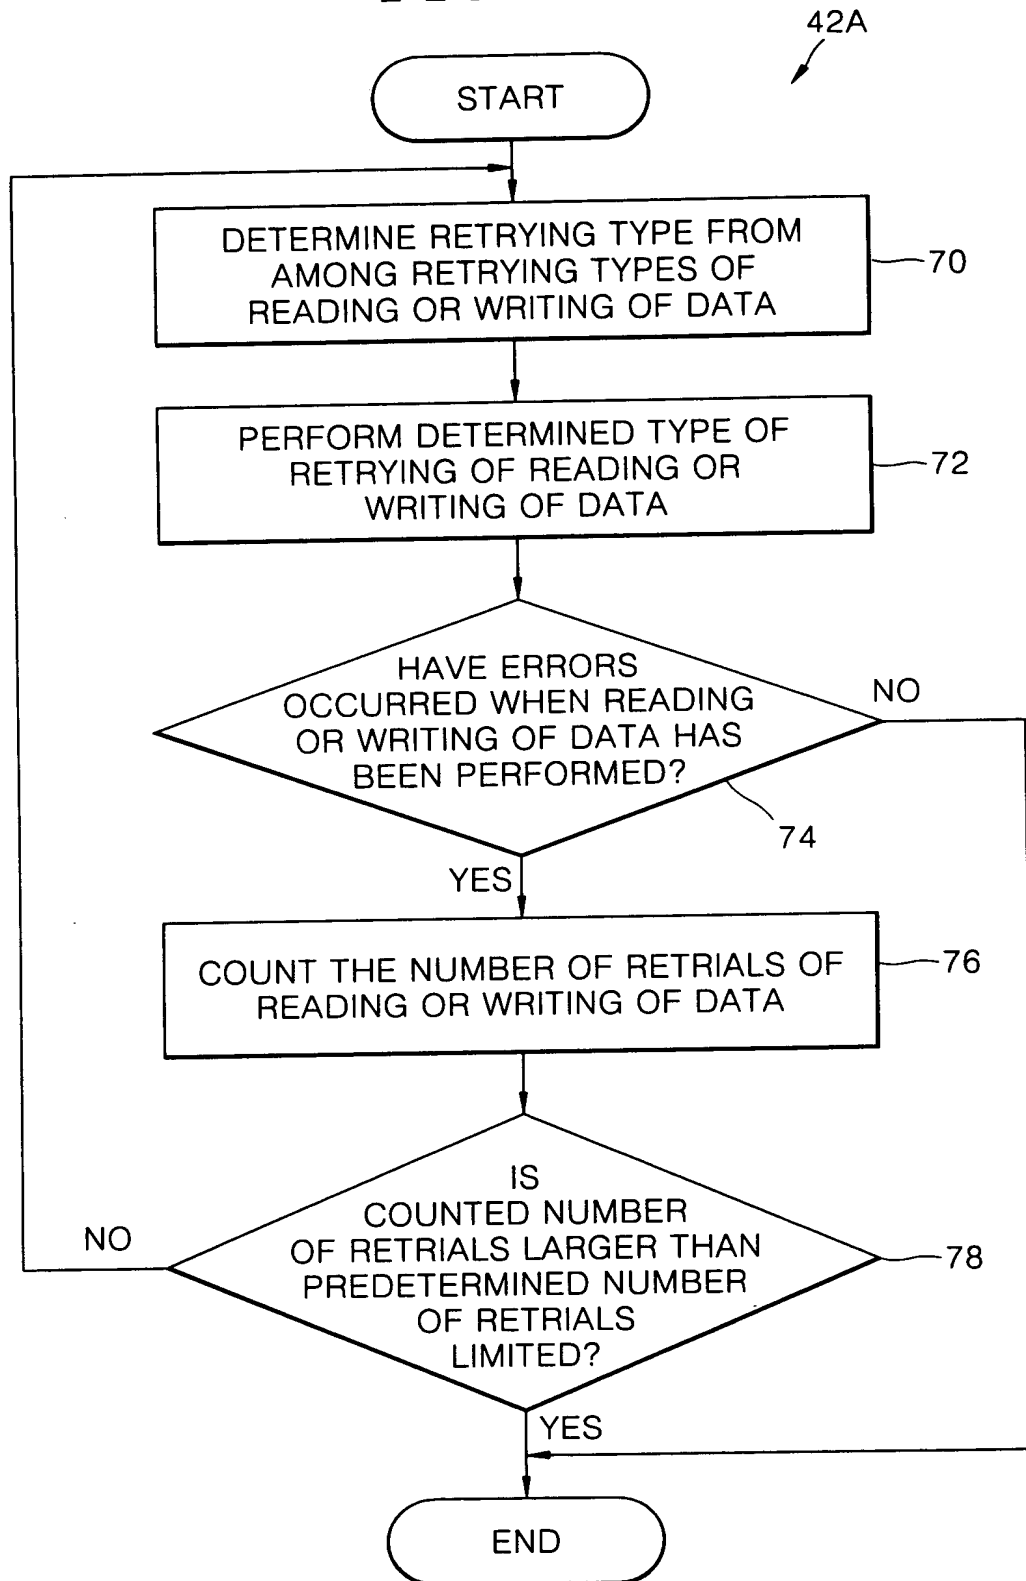 42A
START
DETERMINE RETRYING TYPE FROM
AMONG RETRYING TYPES OF
READING OR WRITING OF DATA
70
PERFORM DETERMINED TYPE OF
RETRYING OF READING OR
WRITING OF DATA
72
HAVE ERRORS
OCCURRED WHEN READING
OR WRITING OF DATA HAS
BEEN PERFORMED?
NO
74
YES
COUNT THE NUMBER OF RETRIALS OF
READING OR WRITING OF DATA
76
IS
COUNTED NUMBER
OF RETRIALS LARGER THAN
PREDETERMINED NUMBER
OF RETRIALS
LIMITED?
NO
78
YES
END